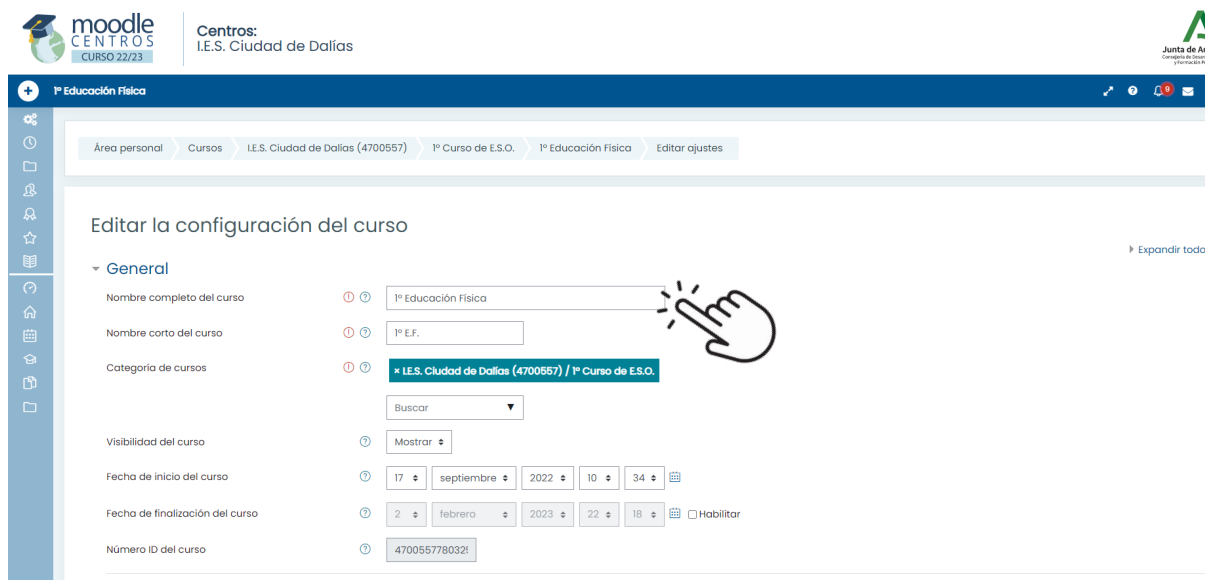 moodle
CENTROS
CURSO 22/23
Centros:
I.E.S. Ciudad de Dalías
Junta de A
1º Educación Física
9
Área personal Cursos I.E.S. Ciudad de Dalías (4700557) 1º Curso de E.S.O. 1º Educación Física Editar ajustes
Editar la configuración del curso
Expandir todo
General
Nombre completo del curso 1º Educación Física
Nombre corto del curso 1º E.F.
Categoría de cursos × I.E.S. Ciudad de Dalías (4700557) / 1º Curso de E.S.O.
Buscar
Visibilidad del curso Mostrar
Fecha de inicio del curso 17 septiembre 2022 10 34
Fecha de finalización del curso 2 febrero 2023 22 18 Habilitar
Número ID del curso